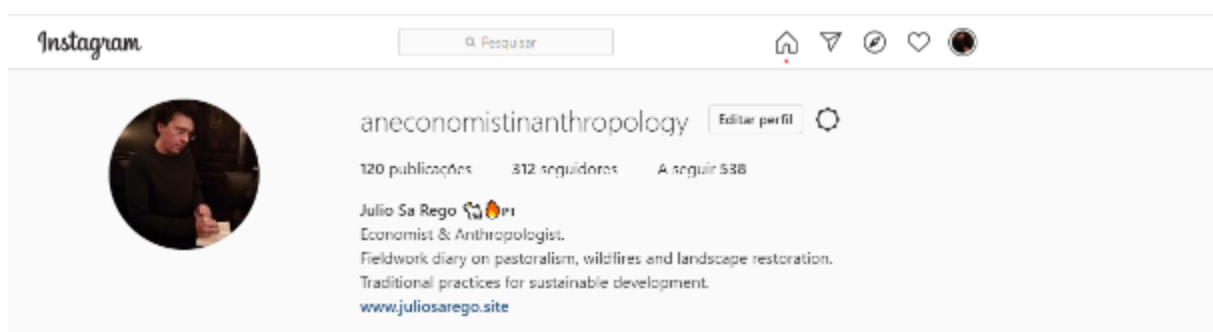 Instagram
Pesquisar
aneconomistinanthropology Editar perfil
120 publicações 312 seguidores A seguir 538
Julio Sa Rego 🐑🔥PT
Economist & Anthropologist.
Fieldwork diary on pastoralism, wildfires and landscape restoration.
Traditional practices for sustainable development.
www.juliosarego.site